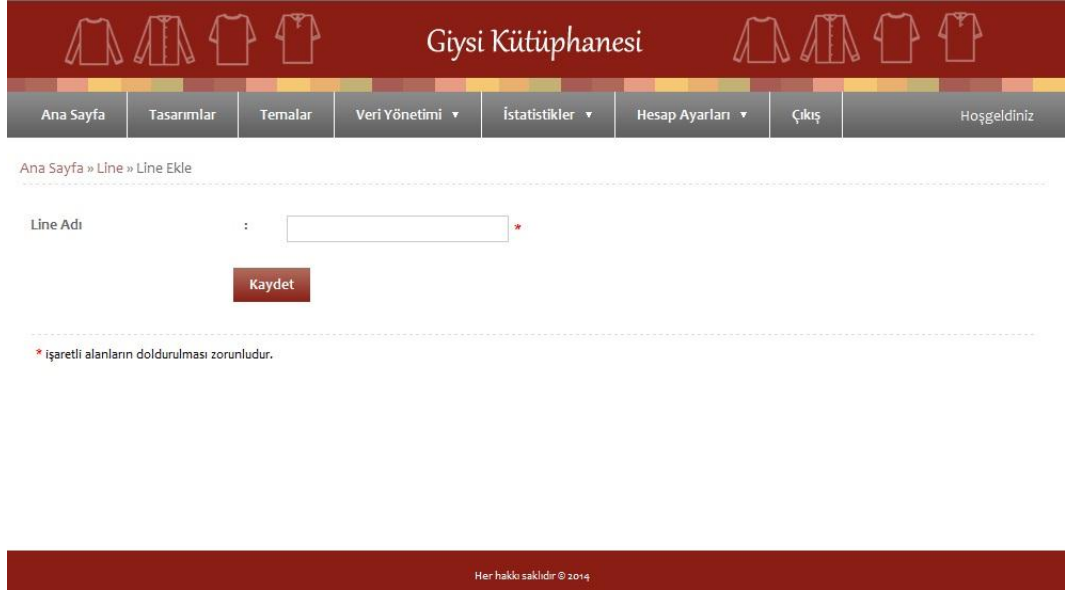 Giysi Kütüphanesi
Ana Sayfa Tasarımlar Temalar Veri Yönetimi ▼ İstatistikler ▼ Hesap Ayarları ▼ Çıkış Hoşgeldiniz
Ana Sayfa » Line » Line Ekle
Line Adı : *
Kaydet
* işaretli alanların doldurulması zorunludur.
Her hakkı saklıdır © 2014